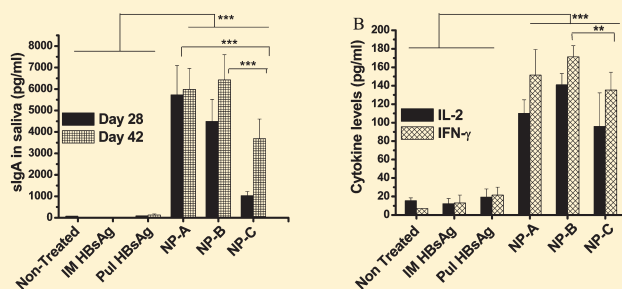 ***
***
***
sIgA in saliva (pg/ml)
8000
7000
6000
5000
4000
3000
2000
1000
0
Day 28
Day 42
Non-Treated
IM HBsAg
Pul HBsAg
NP-A
NP-B
NP-C
B
***
**
Cytokine levels (pg/ml)
200
180
160
140
120
100
80
60
40
20
0
IL-2
IFN-γ
Non Treated
IM HBsAg
Pul HBsAg
NP-A
NP-B
NP-C